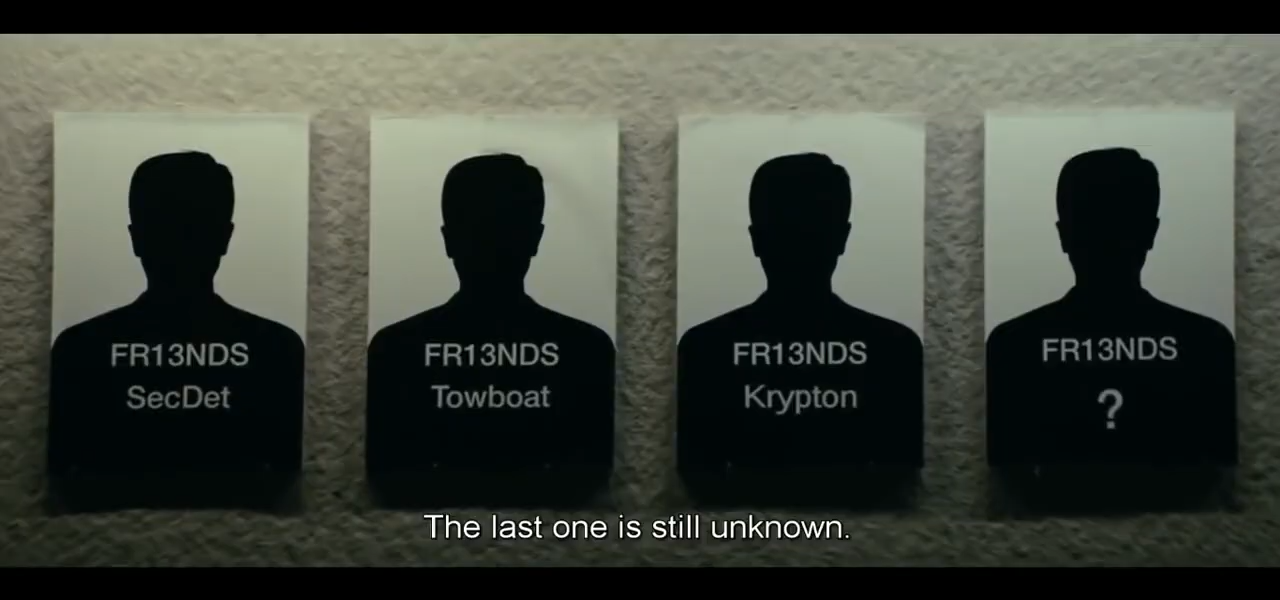 FR13NDS
SecDet
FR13NDS
Towboat
FR13NDS
Krypton
FR13NDS
?
The last one is still unknown.